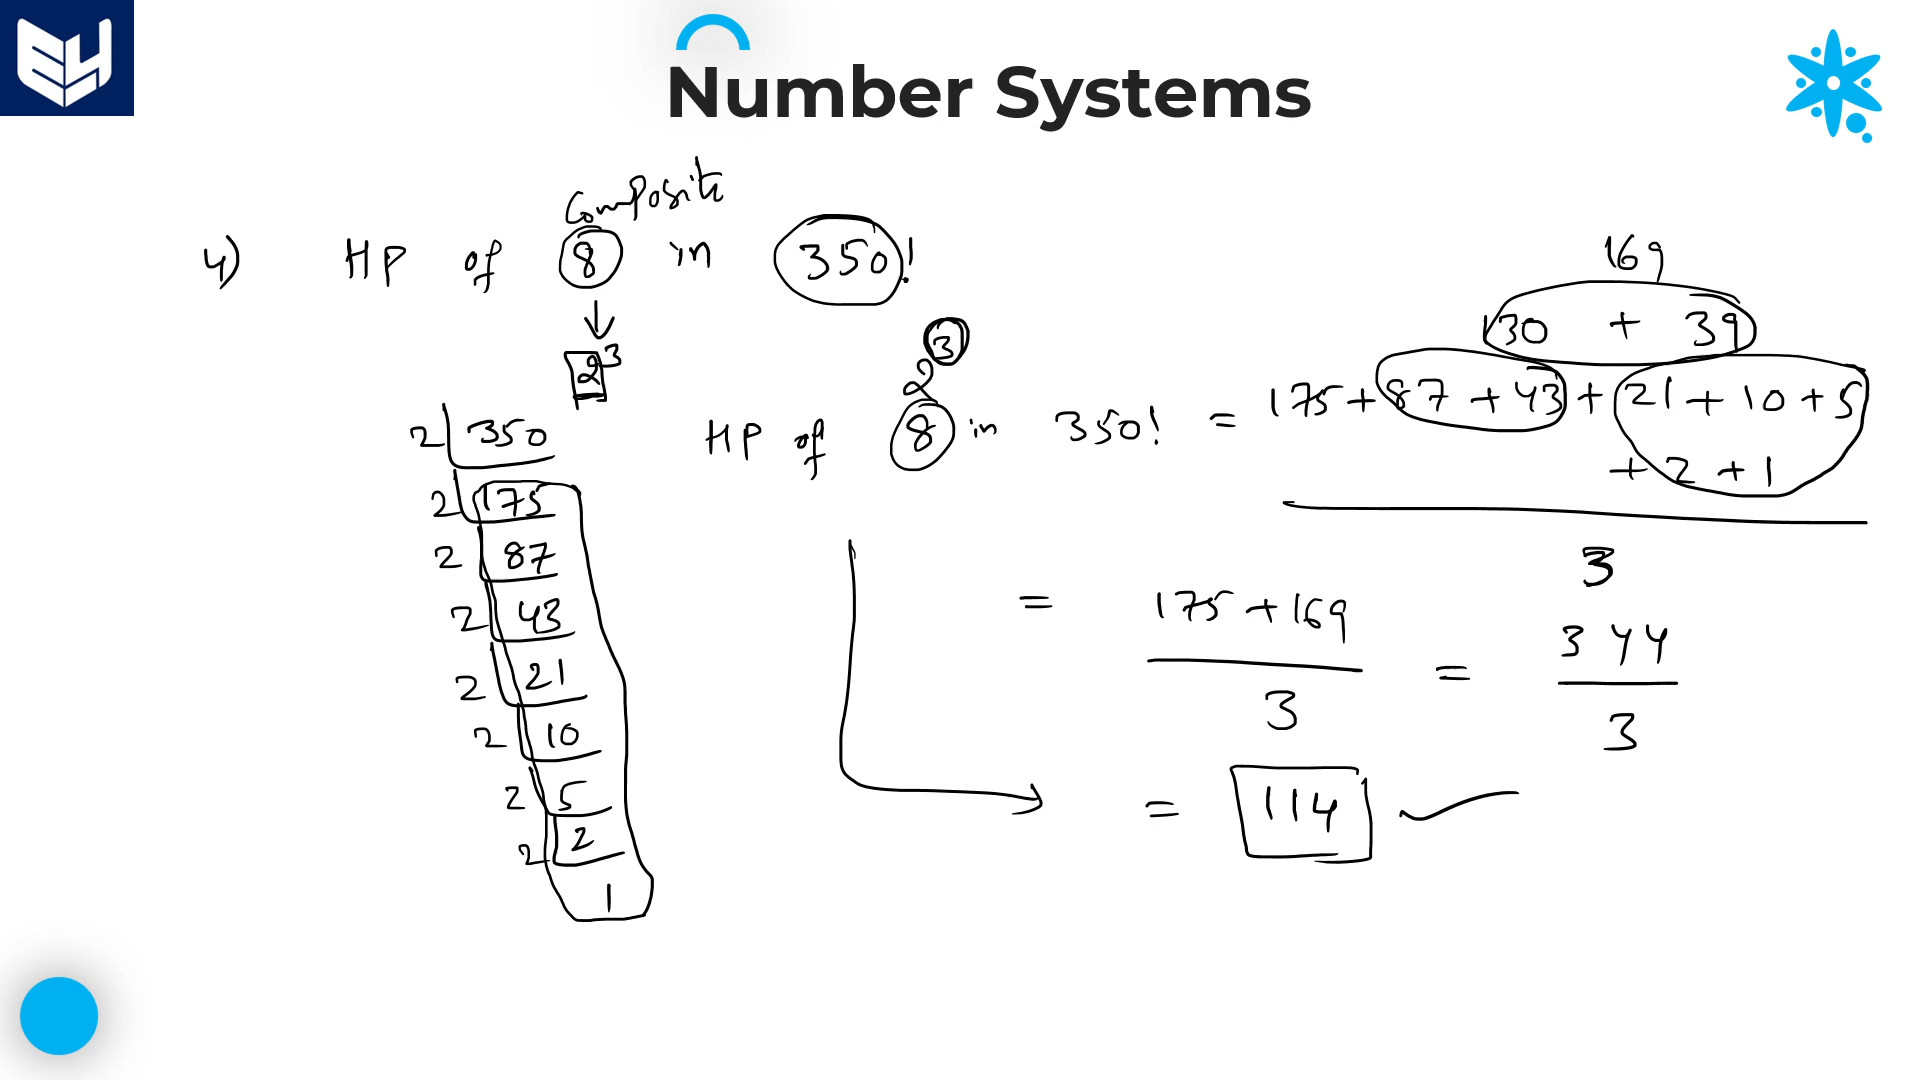 EY
Number Systems
Composite
4) HP of 8 in 350!
2³
2 350
2 175
2 87
2 43
2 21
2 10
2 5
2 2
1
169
130 + 39
2³
HP of 8 in 350! = 175 + 87 + 43 + 21 + 10 + 5
+ 2 + 1
3
= 175 + 169
3
= 344
3
= 114